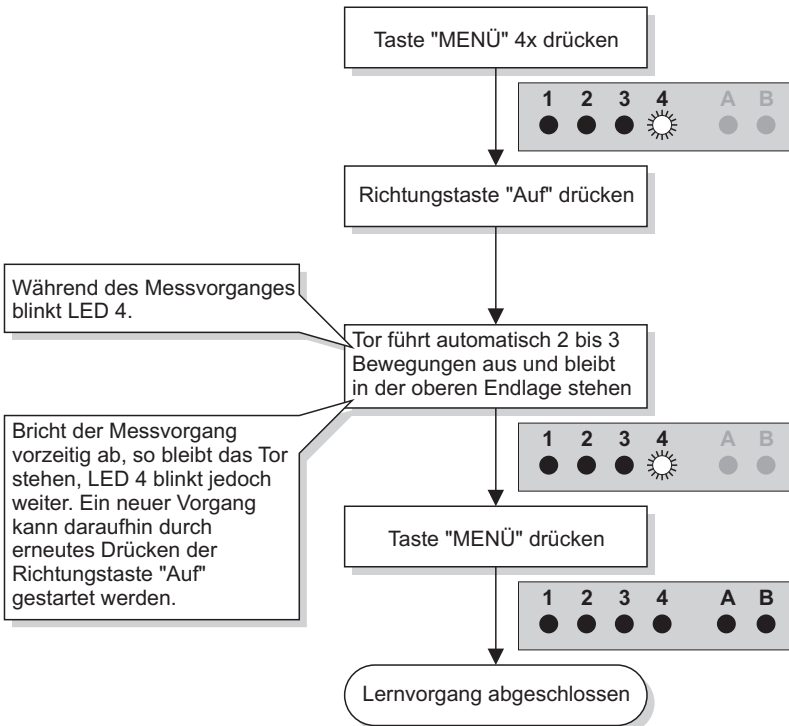 Taste "MENÜ" 4x drücken
1 2 3 4 A B
Richtungstaste "Auf" drücken
Während des Messvorganges
blinkt LED 4.
Tor führt automatisch 2 bis 3
Bewegungen aus und bleibt
in der oberen Endlage stehen
Bricht der Messvorgang
vorzeitig ab, so bleibt das Tor
stehen, LED 4 blinkt jedoch
weiter. Ein neuer Vorgang
kann daraufhin durch
erneutes Drücken der
Richtungstaste "Auf"
gestartet werden.
1 2 3 4 A B
Taste "MENÜ" drücken
1 2 3 4 A B
Lernvorgang abgeschlossen